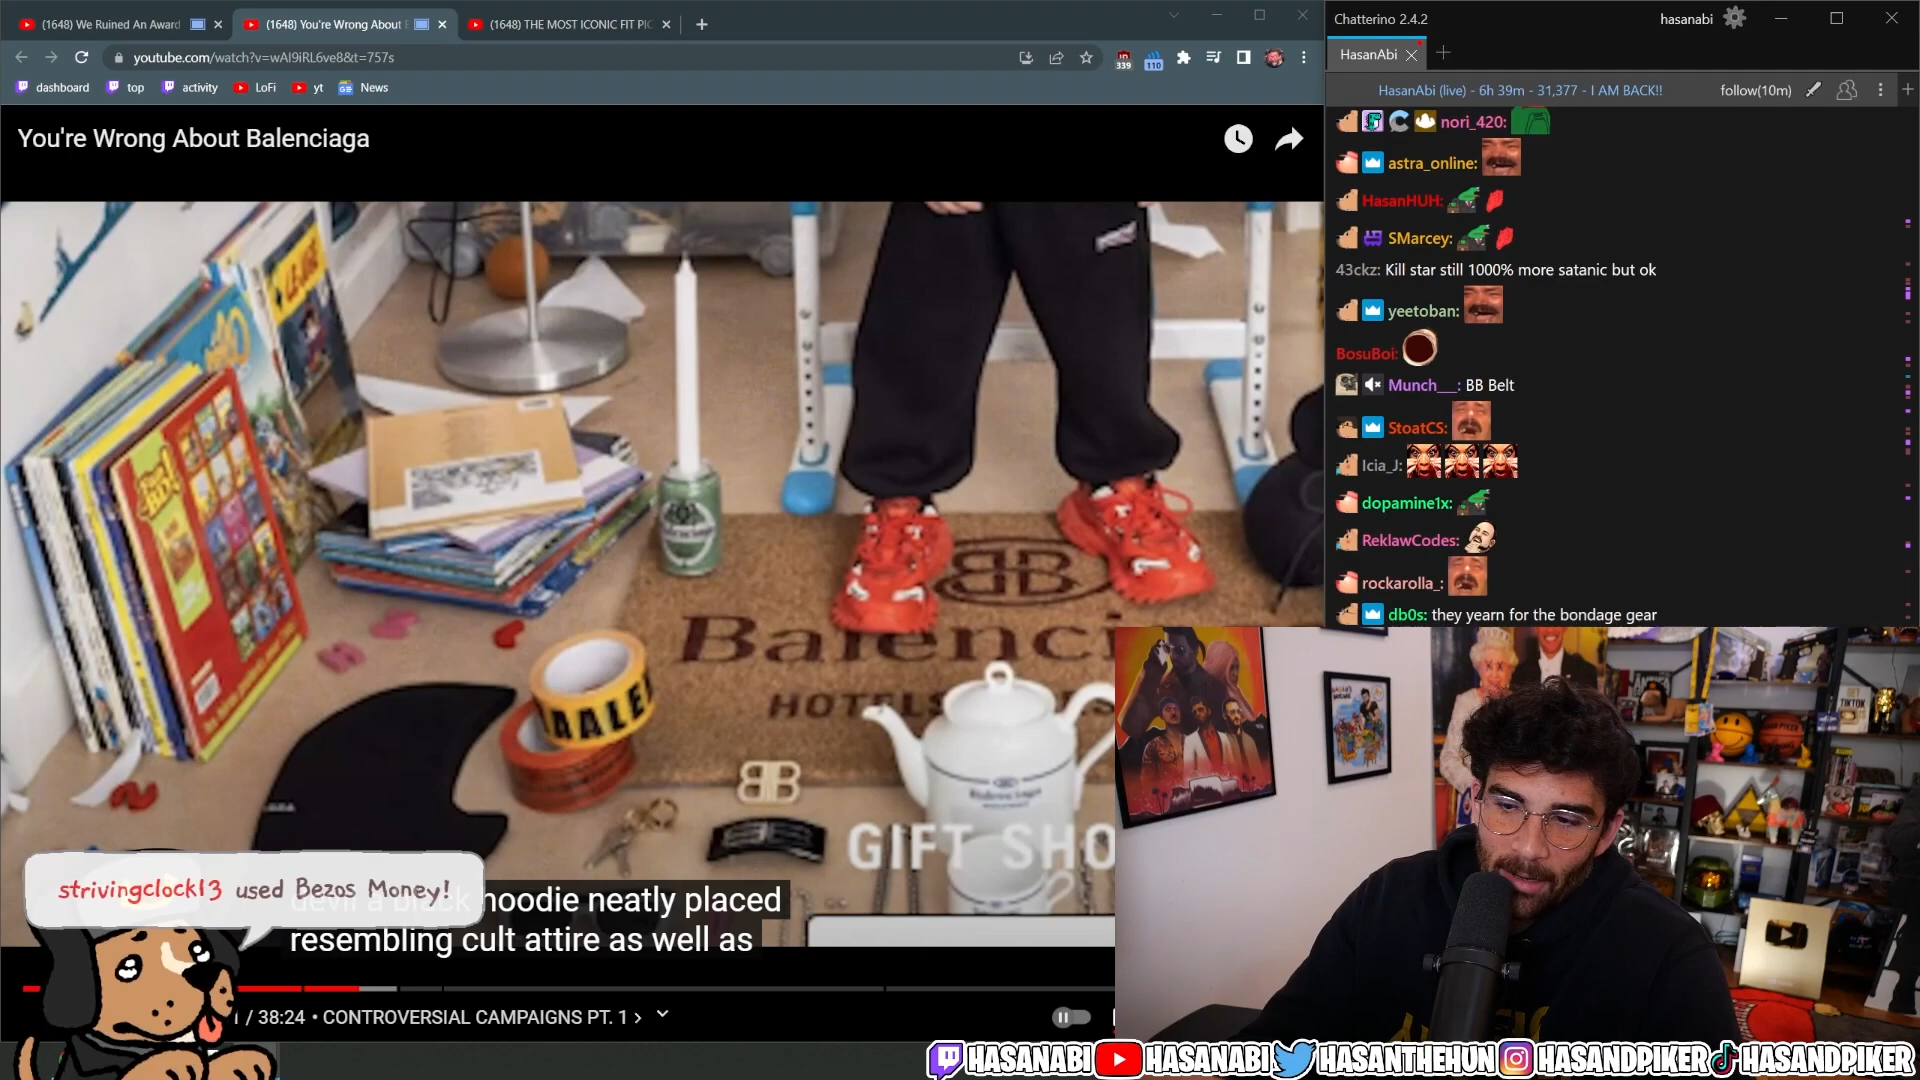 (1648) We Ruined An Award
(1648) You're Wrong About B
(1648) THE MOST ICONIC FIT PIC
youtube.com/watch?v=wAI9iRL6ve8&t=757s
339
110
dashboard
top
activity
LoFi
yt
News
You're Wrong About Balenciaga
BALE
Balenci
HOTELS
GIFT SHO
strivingclock13 used Bezos Money!
hoodie neatly placed
resembling cult attire as well as
/ 38:24 • CONTROVERSIAL CAMPAIGNS PT. 1
Chatterino 2.4.2
hasanabi
HasanAbi
HasanAbi (live) - 6h 39m - 31,377 - I AM BACK!!
follow(10m)
nori_420:
astra_online:
HasanHUH:
SMarcey:
43ckz: Kill star still 1000% more satanic but ok
yeetoban:
BosuBoi:
Munch___: BB Belt
StoatCS:
Icia_J:
dopamine1x:
ReklawCodes:
rockarolla_:
db0s: they yearn for the bondage gear
HASANABI
HASANABI
HASANTHEHUN
HASANDPIKER
HASANDPIKER